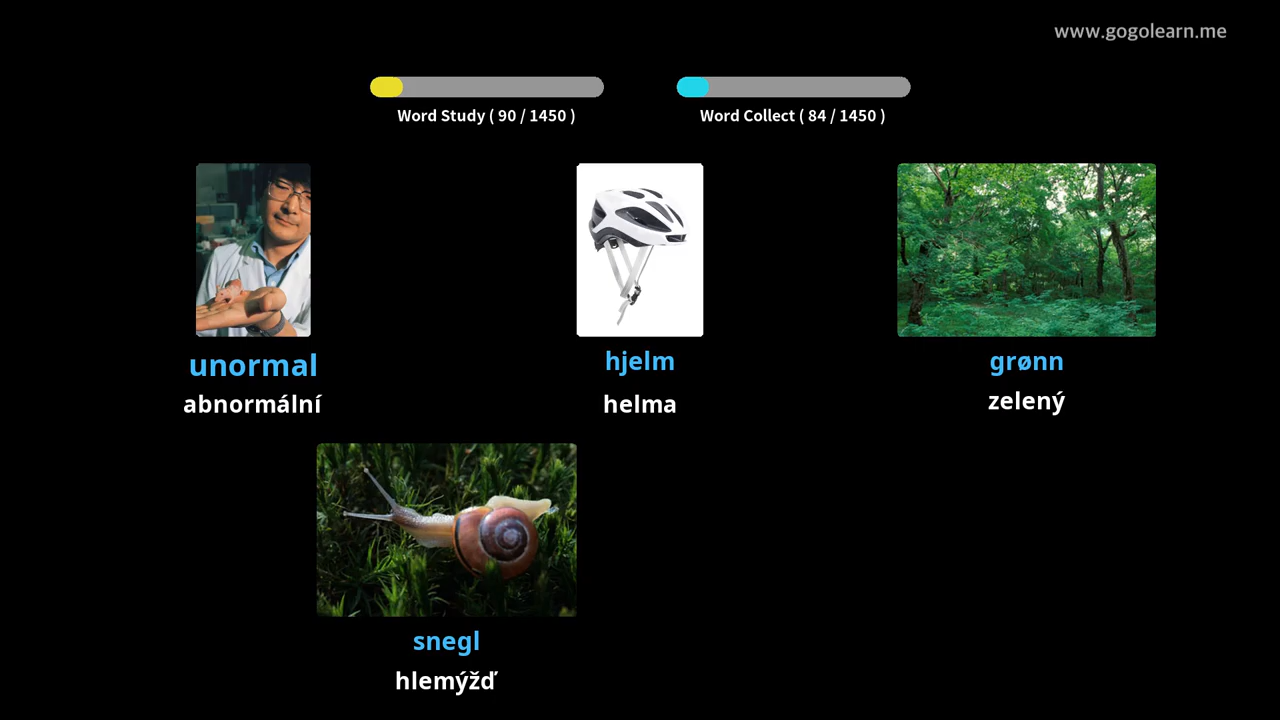 www.gogolearn.me
Word Study ( 90 / 1450 )
Word Collect ( 84 / 1450 )
unormal
abnormální
hjelm
helma
grønn
zelený
snegl
hlemýžď